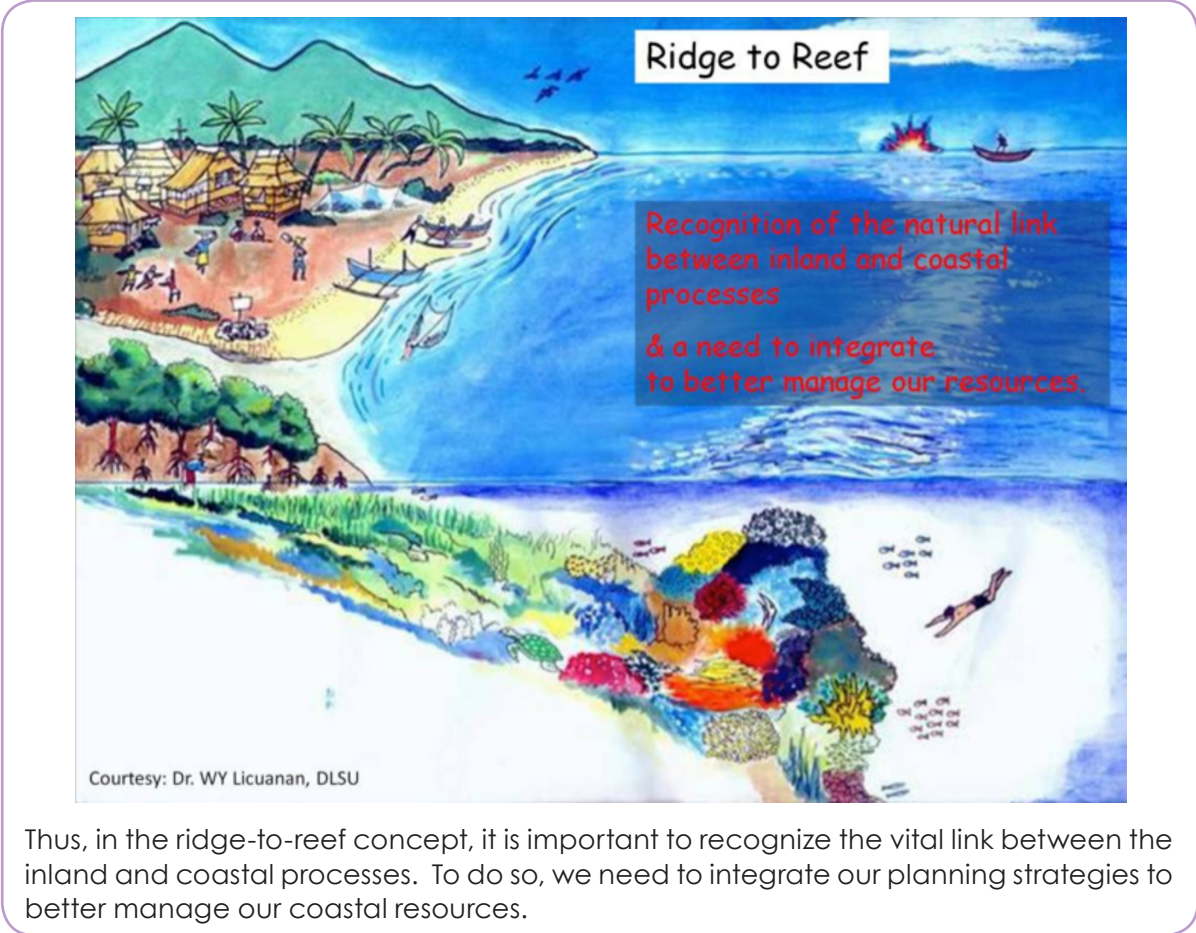 Ridge to Reef
Recognition of the natural link
between inland and coastal
processes
& a need to integrate
to better manage our resources.
Courtesy: Dr. WY Licuanan, DLSU
Thus, in the ridge-to-reef concept, it is important to recognize the vital link between the
inland and coastal processes.  To do so, we need to integrate our planning strategies to
better manage our coastal resources.